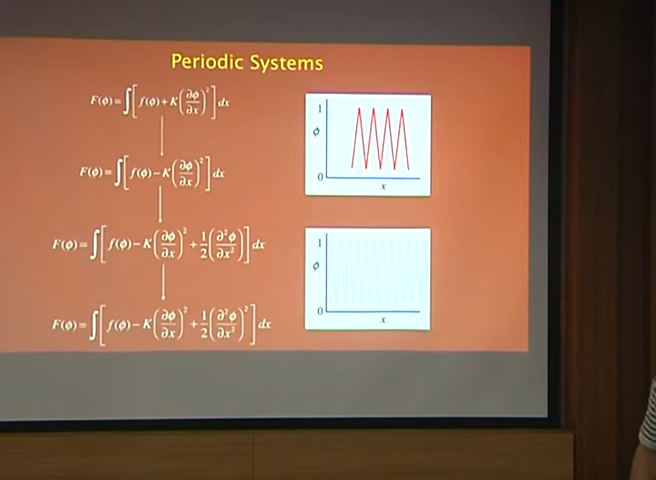 Periodic Systems
F(ϕ)=∫[f(ϕ)+K(∂ϕ/∂x)²]dx
F(ϕ)=∫[f(ϕ)−K(∂ϕ/∂x)²]dx
F(ϕ)=∫[f(ϕ)−K(∂ϕ/∂x)²+1/2(∂²ϕ/∂x²)]dx
F(ϕ)=∫[f(ϕ)−K(∂ϕ/∂x)²+1/2(∂²ϕ/∂x²)²]dx
1
ϕ
0
x
1
ϕ
0
x